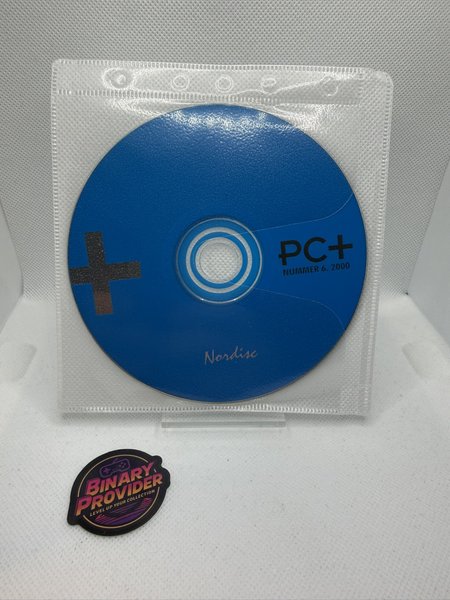 PC+
NUMMER 6. 2000
Nordisc
BINARY
PROVIDER
LEVEL UP YOUR COLLECTION